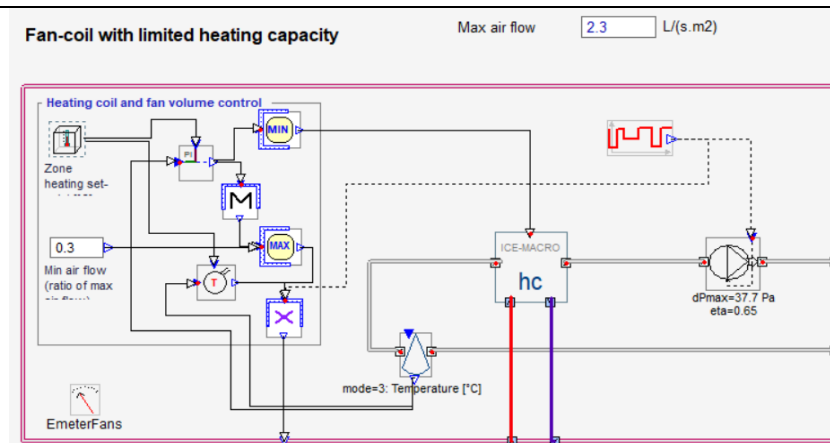 Fan-coil with limited heating capacity
Max air flow
2.3
L/(s.m2)
Heating coil and fan volume control
MIN
PI
Zone
heating set-
M
MAX
0.3
Min air flow
(ratio of max
T
X
ICE-MACRO
hc
dPmax=37.7 Pa
eta=0.65
mode=3: Temperature [°C]
EmeterFans